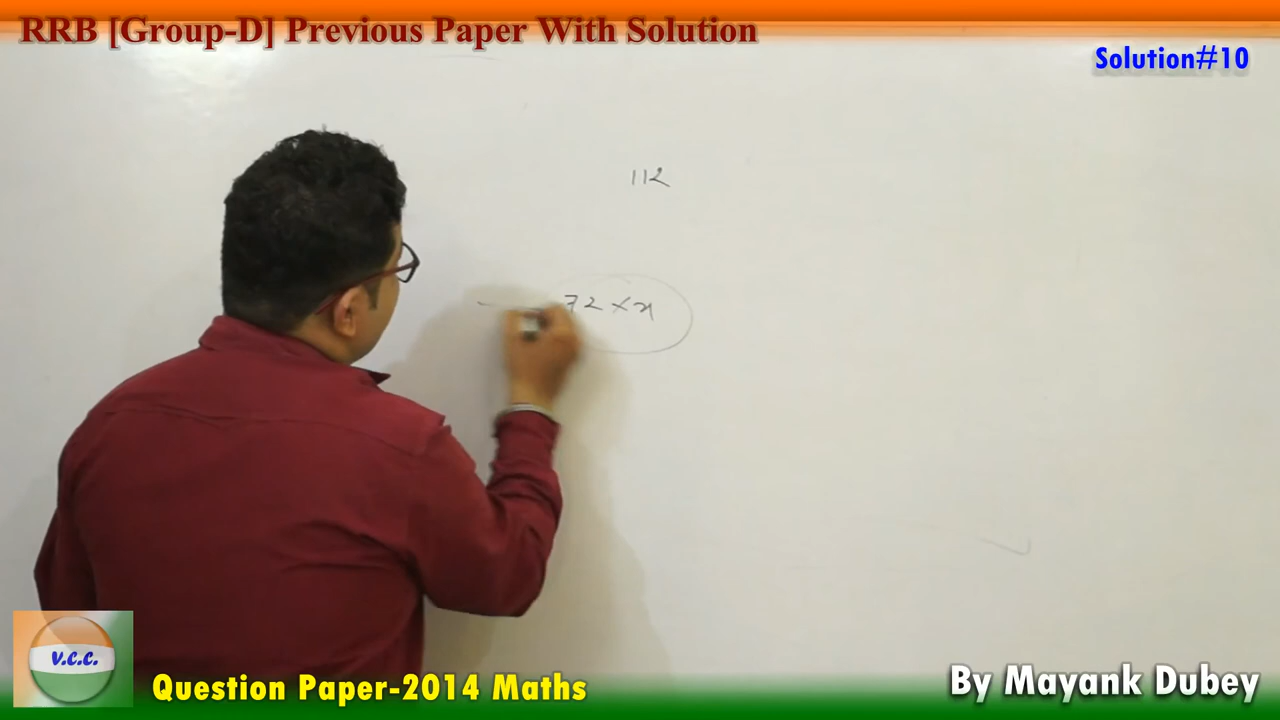 RRB [Group-D] Previous Paper With Solution
Solution#10
112
72 × x
V.C.C.
Question Paper-2014 Maths
By Mayank Dubey